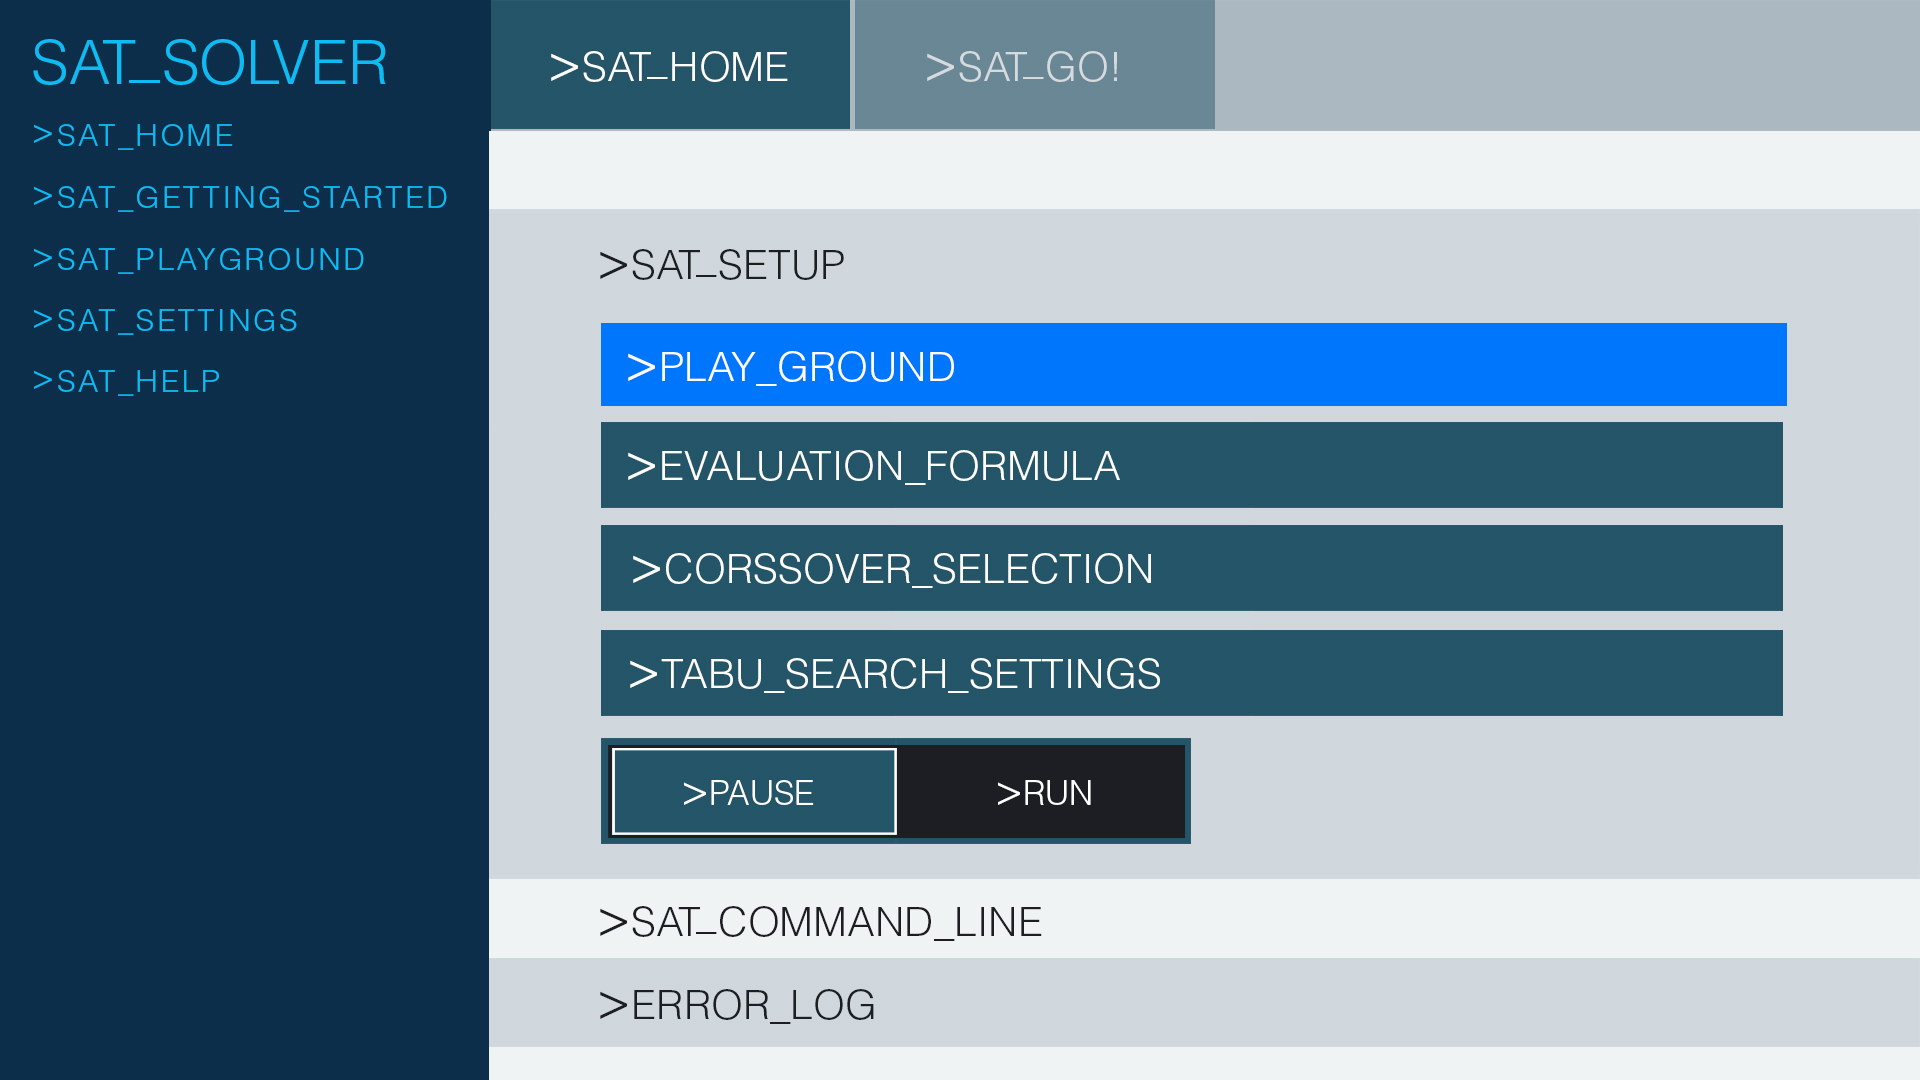 SAT_SOLVER
>SAT_HOME
>SAT_GETTING_STARTED
>SAT_PLAYGROUND
>SAT_SETTINGS
>SAT_HELP
>SAT_HOME
>SAT_GO!
>SAT_SETUP
>PLAY_GROUND
>EVALUATION_FORMULA
>CORSSOVER_SELECTION
>TABU_SEARCH_SETTINGS
>PAUSE
>RUN
>SAT_COMMAND_LINE
>ERROR_LOG